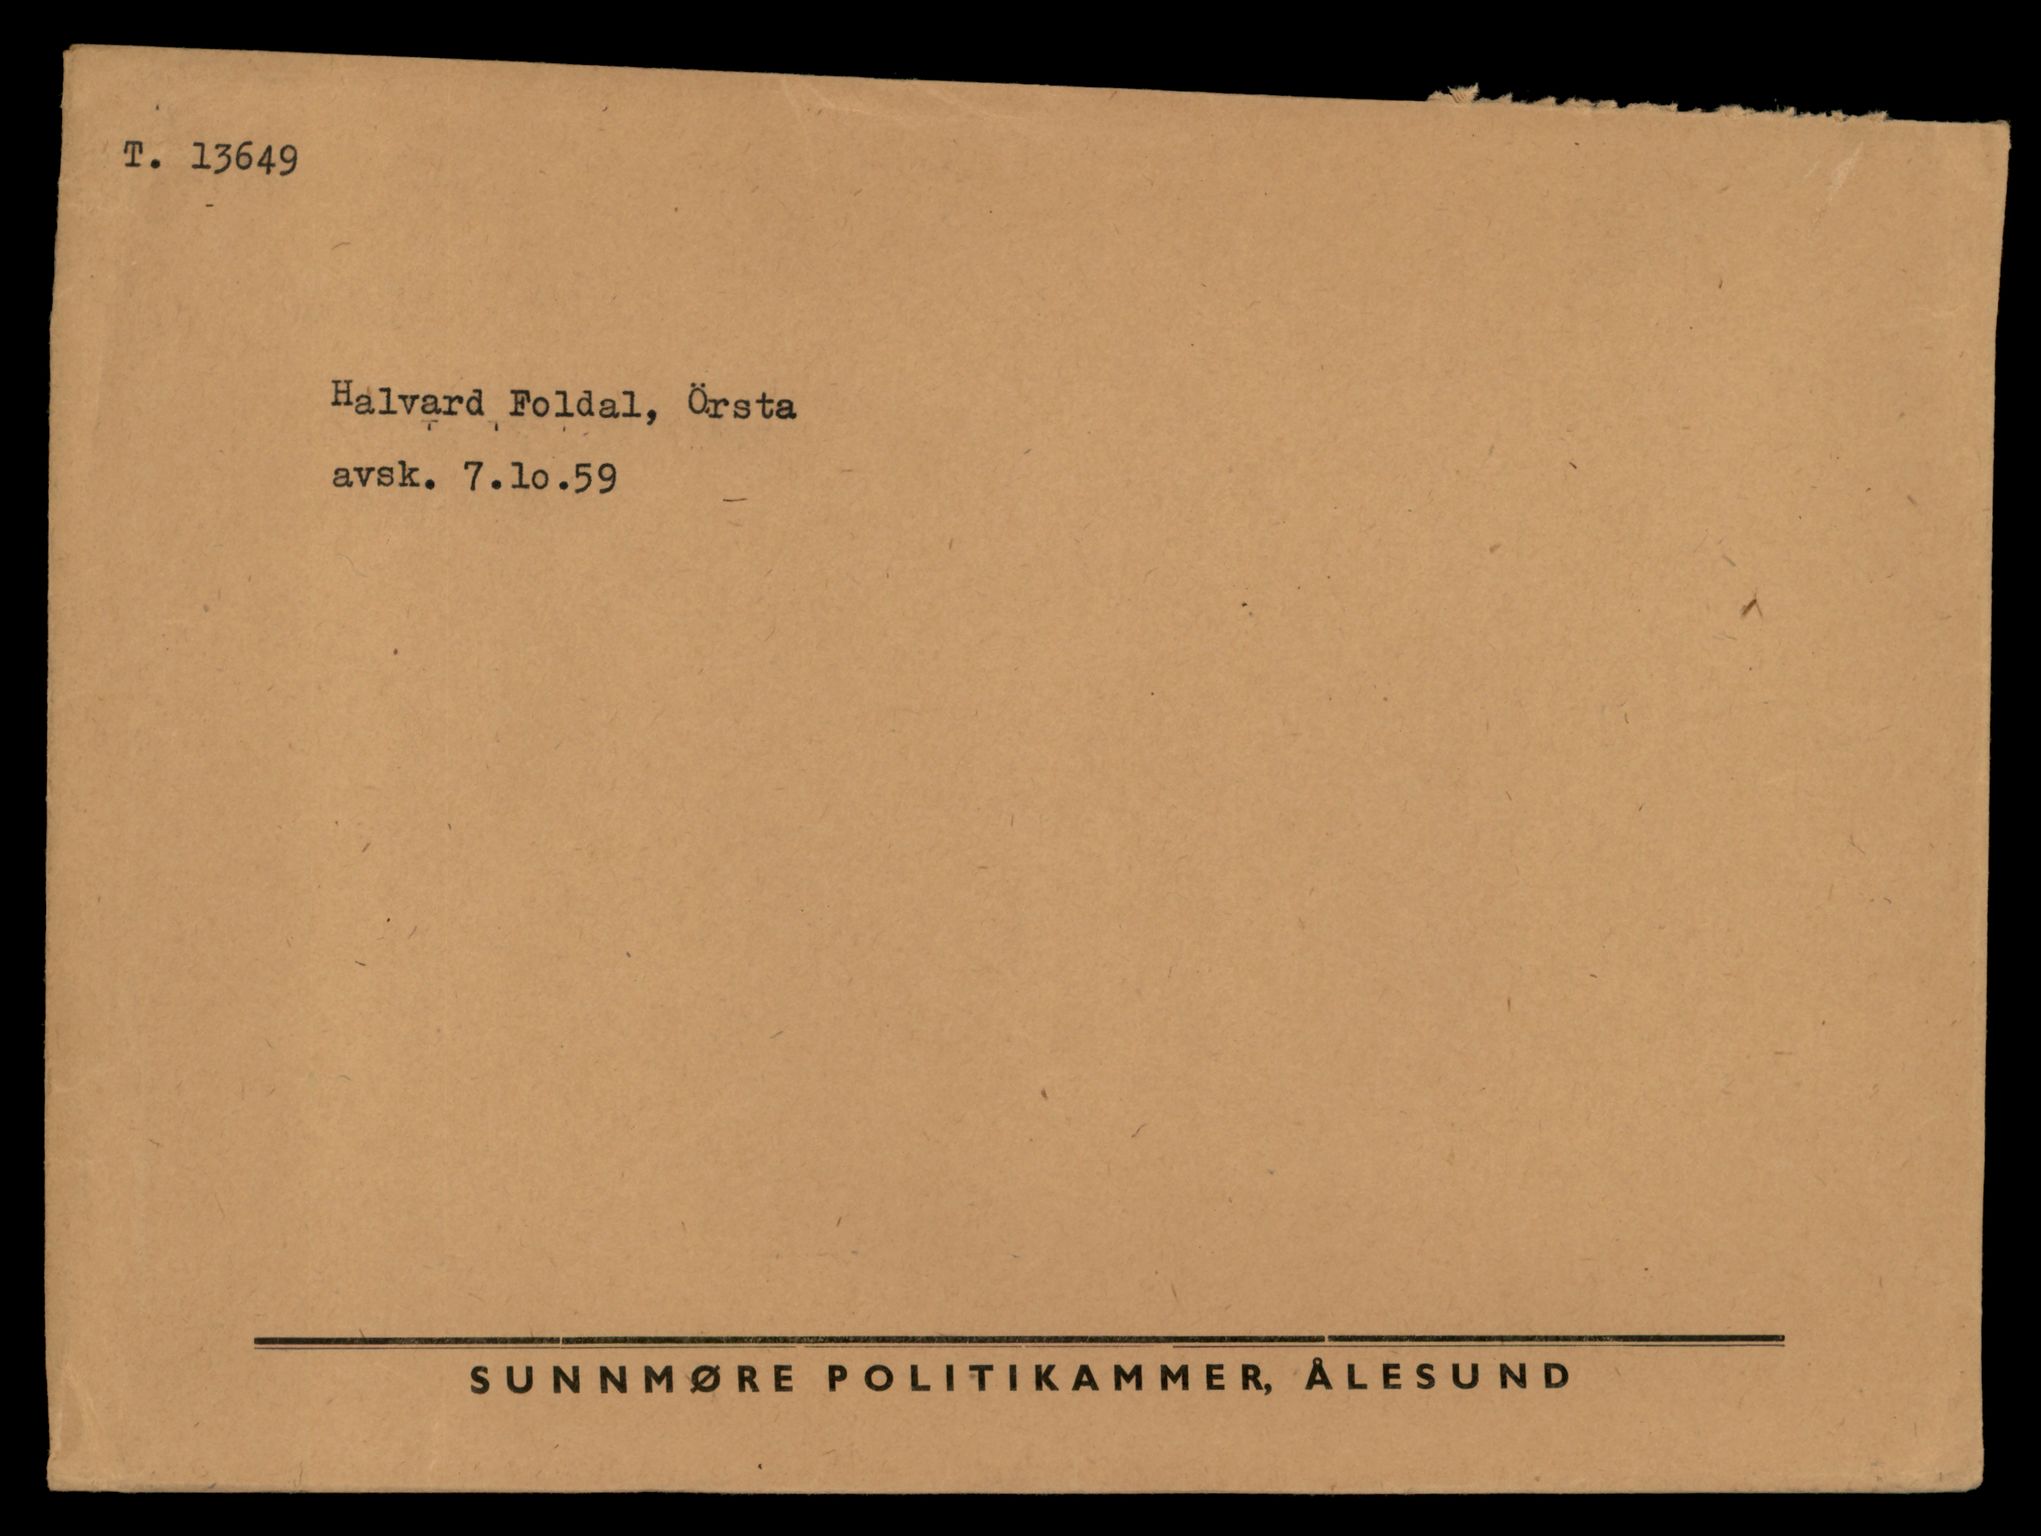 T. 13649
Halvard Foldal, Örsta
avsk. 7.lo.59
SUNNMØRE POLITIKAMMER, ÅLESUND